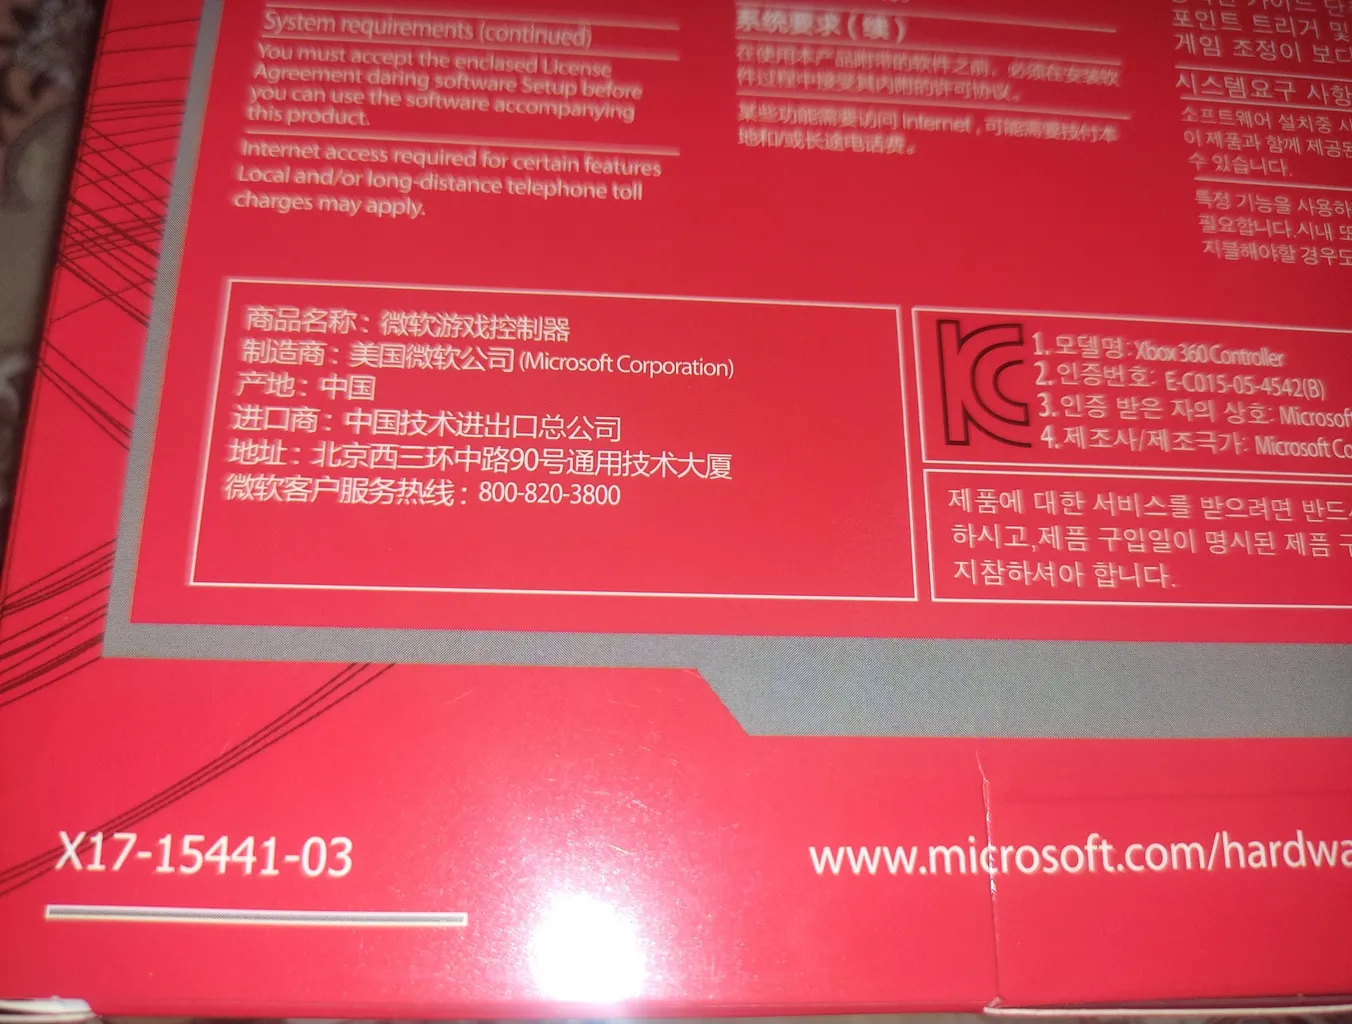 System requirements (continued)
You must accept the enclased License
Agreement daring software Setup before
you can use the software accompanying
this product.
Internet access required for certain features
Local and/or long-distance telephone toll
charges may apply.
系统要求（续）
在使用本产品附带的软件之前，必须在安装软
件过程中接受其内附的许可协议。
某些功能需要访问 Internet，可能需要技付本
地和/或长途电话费。
포인트 트리거 및
게임 조정이 보다
시스템요구 사항
소프트웨어 설치중
이 제품과 함께 제공된
수 있습니다.
특정 기능을 사용하
필요합니다.시내 또
지불해야할 경우도
商品名称：微软游戏控制器
制造商：美国微软公司 (Microsoft Corporation)
产地：中国
进口商：中国技术进出口总公司
地址：北京西三环中路90号通用技术大厦
微软客户服务热线：800-820-3800
1. 모델명: Xbox 360 Controller
2. 인증번호: E-C015-05-4542(B)
3. 인증 받은 자의 상호: Microsoft
4. 제조사/제조국가: Microsoft Co
제품에 대한 서비스를 받으려면 반드시
하시고,제품 구입일이 명시된 제품 구
지참하셔야 합니다.
X17-15441-03
www.microsoft.com/hardwa